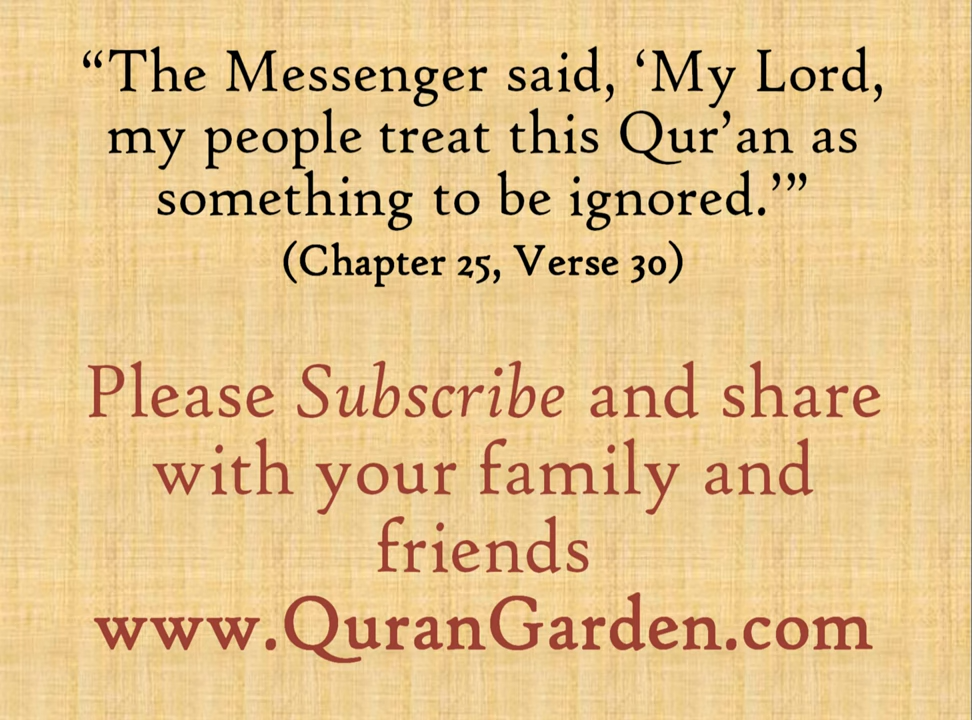 “The Messenger said, ‘My Lord,
my people treat this Qur’an as
something to be ignored.’”
(Chapter 25, Verse 30)
Please Subscribe and share
with your family and
friends
www.QuranGarden.com